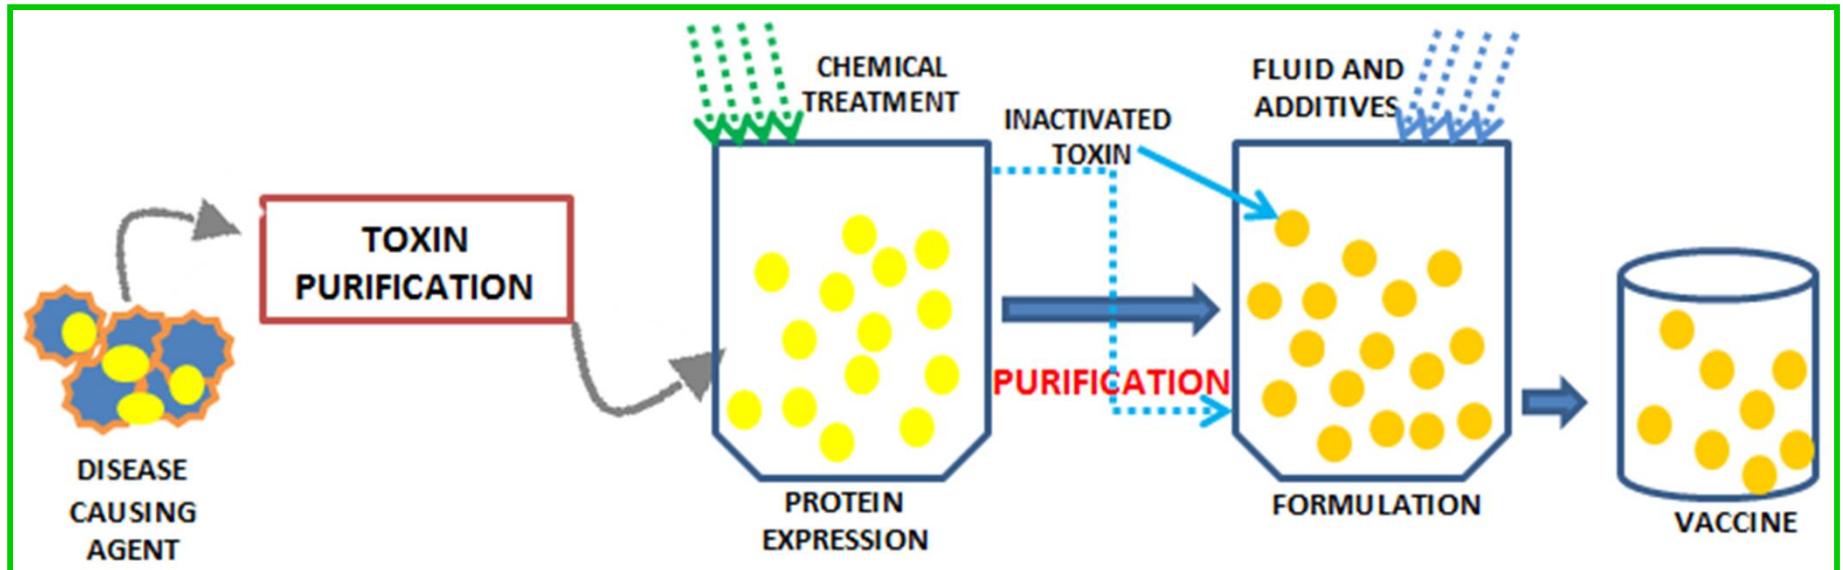 CHEMICAL
TREATMENT
FLUID AND
ADDITIVES
INACTIVATED
TOXIN
TOXIN
PURIFICATION
PURIFICATION
DISEASE
CAUSING
AGENT
PROTEIN
EXPRESSION
FORMULATION
VACCINE